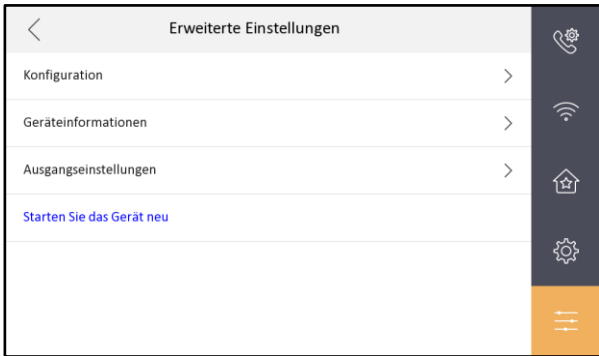 Erweiterte Einstellungen
Konfiguration
Geräteinformationen
Ausgangseinstellungen
Starten Sie das Gerät neu